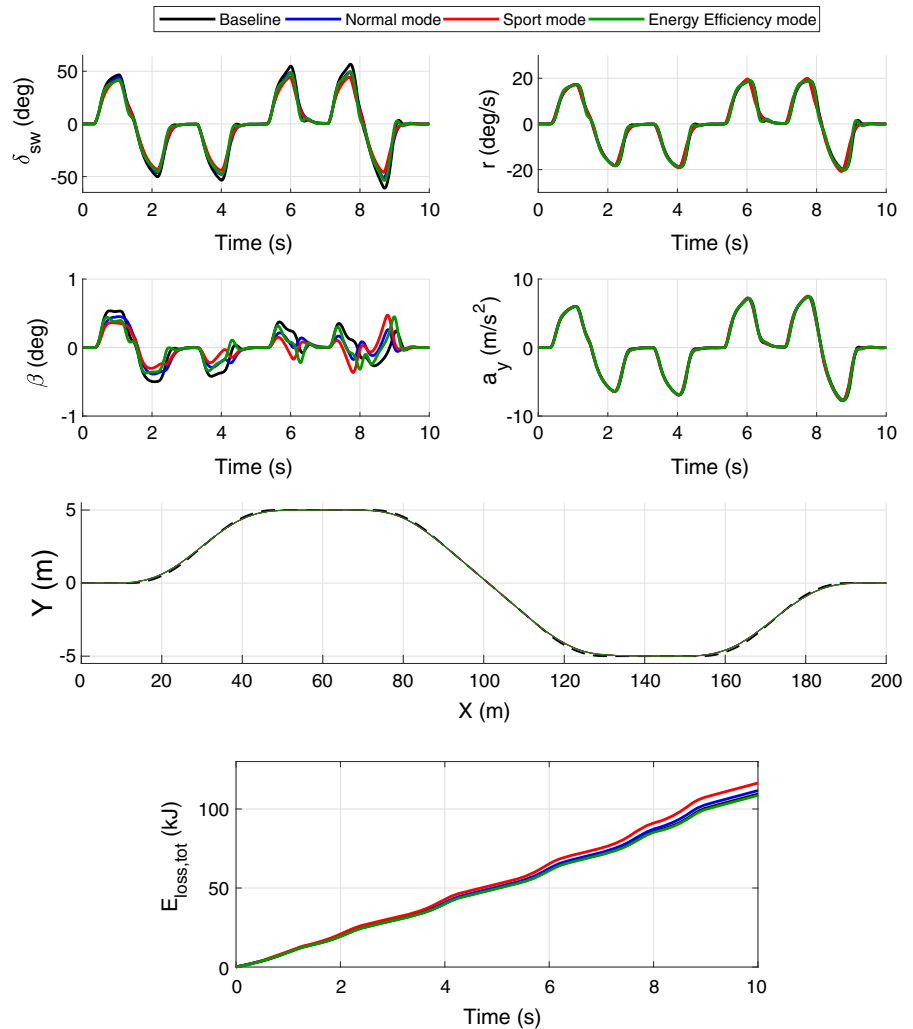 Baseline Normal mode Sport mode Energy Efficiency mode
50
0
-50
δsw (deg)
0 2 4 6 8 10
Time (s)
20
0
-20
r (deg/s)
0 2 4 6 8 10
Time (s)
1
0
-1
β (deg)
0 2 4 6 8 10
Time (s)
10
0
-10
ay (m/s²)
0 2 4 6 8 10
Time (s)
5
0
-5
Y (m)
0 20 40 60 80 100 120 140 160 180 200
X (m)
100
50
0
Eloss,tot (kJ)
0 2 4 6 8 10
Time (s)